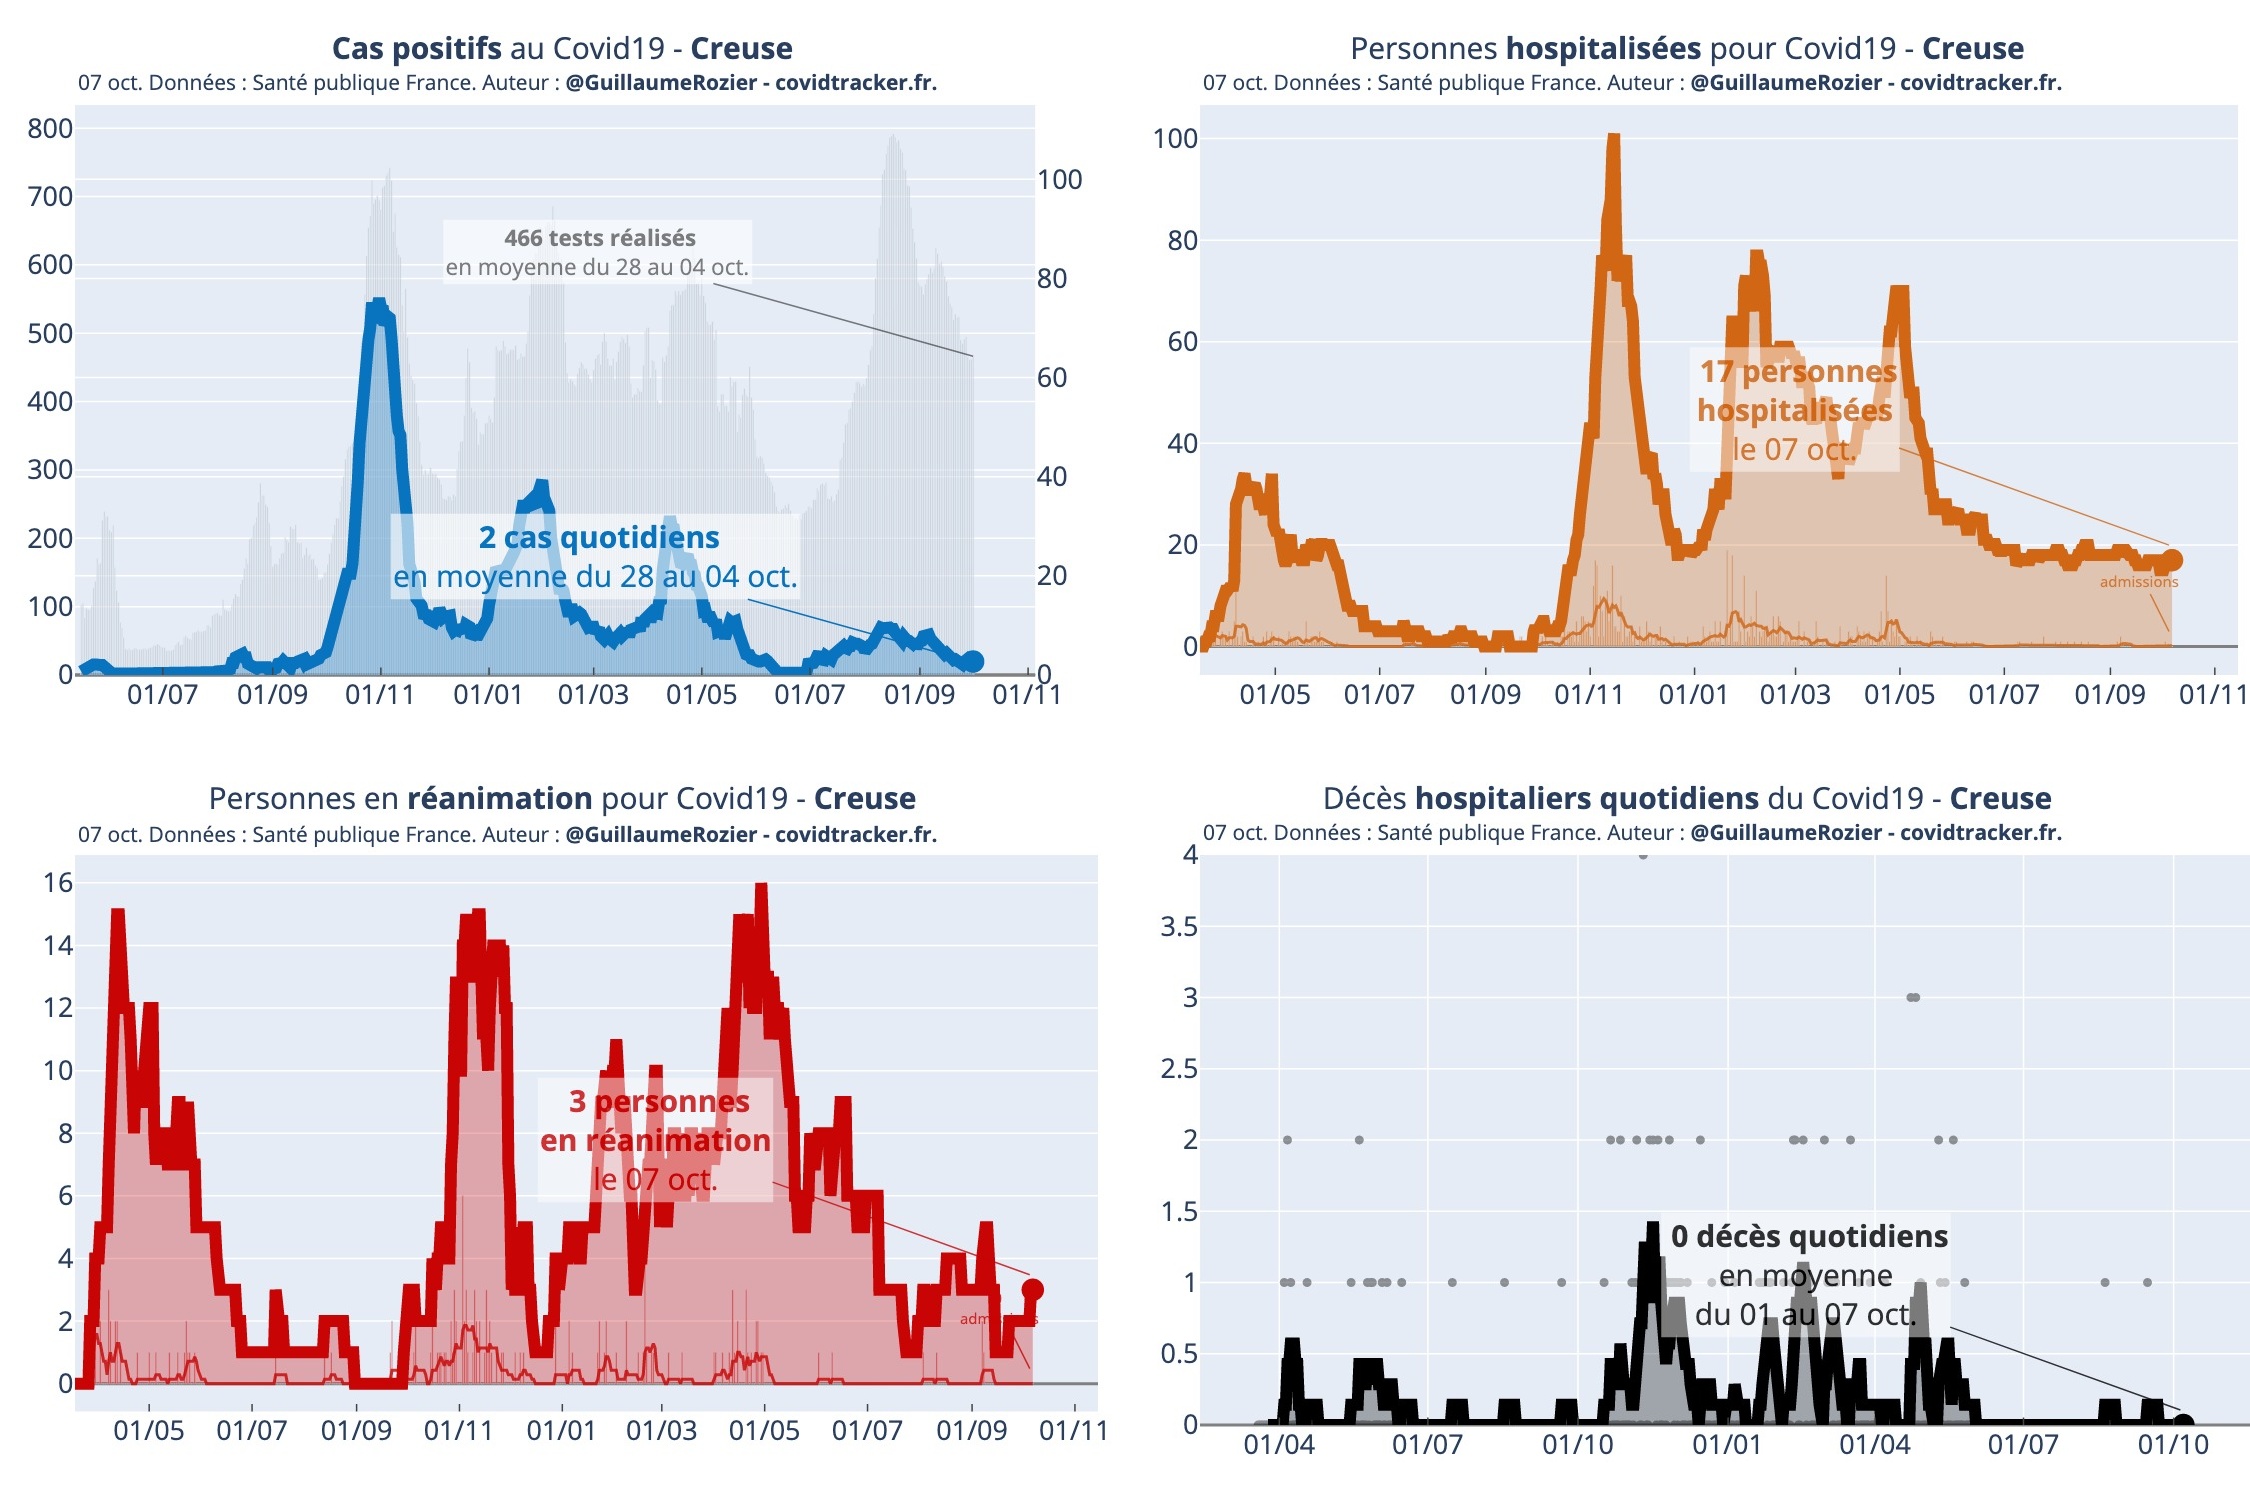 Cas positifs au Covid19 - Creuse
07 oct. Données : Santé publique France. Auteur : @GuillaumeRozier - covidtracker.fr.
800
700
600
500
400
300
200
100
0
100
80
60
40
20
0
466 tests réalisés
en moyenne du 28 au 04 oct.
2 cas quotidiens
en moyenne du 28 au 04 oct.
01/07 01/09 01/11 01/01 01/03 01/05 01/07 01/09 01/11
Personnes hospitalisées pour Covid19 - Creuse
07 oct. Données : Santé publique France. Auteur : @GuillaumeRozier - covidtracker.fr.
100
80
60
40
20
0
17 personnes
hospitalisées
le 07 oct.
admissions
01/05 01/07 01/09 01/11 01/01 01/03 01/05 01/07 01/09 01/11
Personnes en réanimation pour Covid19 - Creuse
07 oct. Données : Santé publique France. Auteur : @GuillaumeRozier - covidtracker.fr.
16
14
12
10
8
6
4
2
0
3 personnes
en réanimation
le 07 oct.
admissions
01/05 01/07 01/09 01/11 01/01 01/03 01/05 01/07 01/09 01/11
Décès hospitaliers quotidiens du Covid19 - Creuse
07 oct. Données : Santé publique France. Auteur : @GuillaumeRozier - covidtracker.fr.
4
3.5
3
2.5
2
1.5
1
0.5
0
0 décès quotidiens
en moyenne
du 01 au 07 oct.
01/04 01/07 01/10 01/01 01/04 01/07 01/10